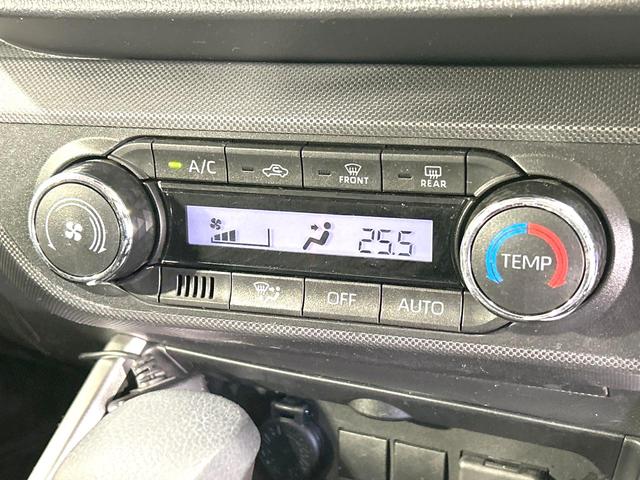 A/C
FRONT
REAR
25.5
TEMP
OFF
AUTO